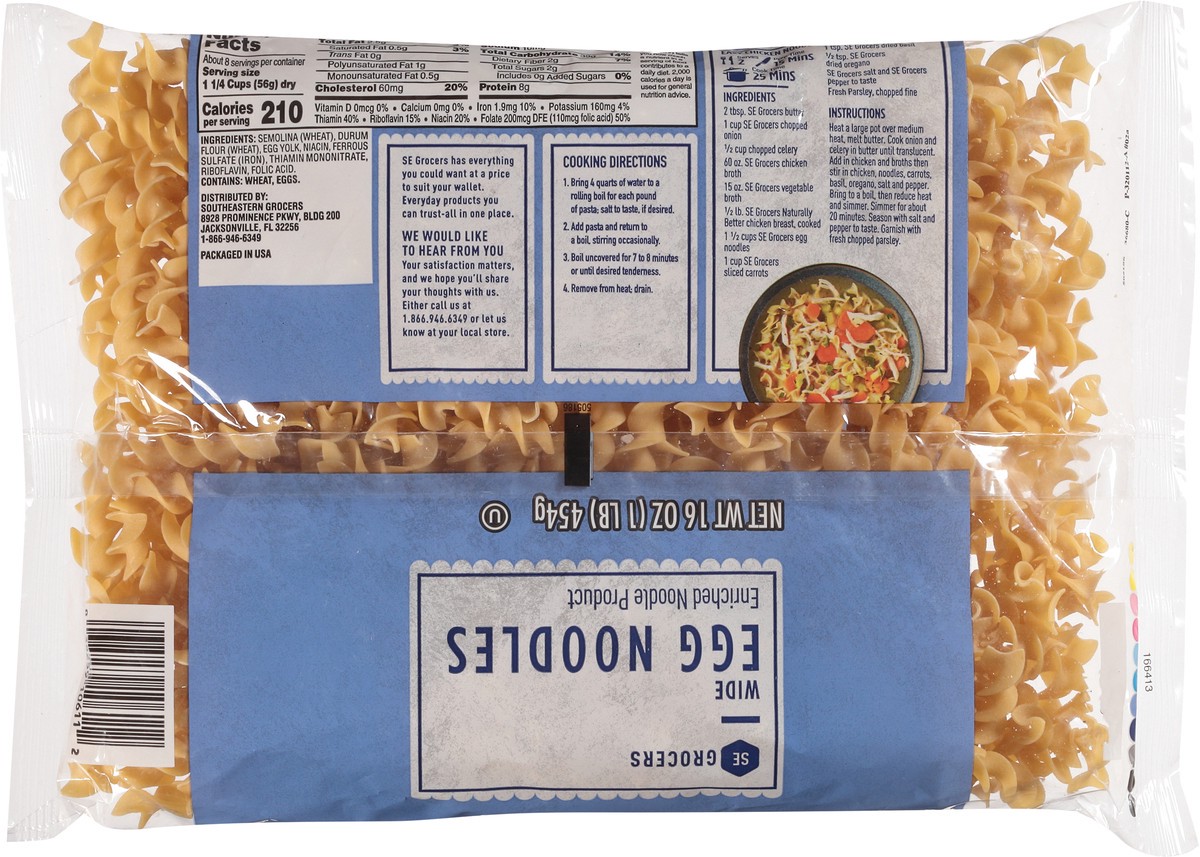 Facts
About 8 servings per container
Serving size
1 1/4 Cups (56g) dry
Calories
per serving 210
Saturated Fat 0.5g 3%
Trans Fat 0g
Polyunsaturated Fat 1g
Monounsaturated Fat 0.5g
Cholesterol 60mg 20%
Total 14%
Dietary Fiber 2g 7%
Total Sugars 2g
Includes 0g Added Sugars 0%
Protein 8g
contributes to a
daily diet. 2,000
calories a day is
used for general
nutrition advice.
Vitamin D 0mcg 0% • Calcium 0mg 0% • Iron 1.9mg 10% • Potassium 160mg 4%
Thiamin 40% • Riboflavin 15% • Niacin 20% • Folate 200mcg DFE (110mcg folic acid) 50%
INGREDIENTS: SEMOLINA (WHEAT), DURUM
FLOUR (WHEAT), EGG YOLK, NIACIN, FERROUS
SULFATE (IRON), THIAMIN MONONITRATE,
RIBOFLAVIN, FOLIC ACID.
CONTAINS: WHEAT, EGGS.
DISTRIBUTED BY:
SOUTHEASTERN GROCERS
8928 PROMINENCE PKWY, BLDG 200
JACKSONVILLE, FL 32256
1-866-946-6349
PACKAGED IN USA
SE Grocers has everything
you could want at a price
to suit your wallet.
Everyday products you
can trust-all in one place.
WE WOULD LIKE
TO HEAR FROM YOU
Your satisfaction matters,
and we hope you'll share
your thoughts with us.
Either call us at
1.866.946.6349 or let us
know at your local store.
COOKING DIRECTIONS
1. Bring 4 quarts of water to a
rolling boil for each pound
of pasta; salt to taste, if desired.
2. Add pasta and return to
a boil, stirring occasionally.
3. Boil uncovered for 7 to 8 minutes
or until desired tenderness.
4. Remove from heat; drain.
Mins
25 Mins
INGREDIENTS
2 tbsp. SE Grocers butter
1 cup SE Grocers chopped
onion
1/2 cup chopped celery
60 oz. SE Grocers chicken
broth
15 oz. SE Grocers vegetable
broth
1/2 lb. SE Grocers Naturally
Better chicken breast, cooked
1 1/2 cups SE Grocers egg
noodles
1 cup SE Grocers
sliced carrots
1/2 tsp. SE Grocers
dried oregano
SE Grocers salt and SE Grocers
pepper to taste
Fresh Parsley, chopped fine
INSTRUCTIONS
Heat a large pot over medium
heat, melt butter. Cook onion and
celery in butter until translucent.
Add in chicken and broths then
stir in chicken, noodles, carrots,
basil, oregano, salt and pepper.
Bring to a boil, then reduce heat
and simmer. Simmer for about
20 minutes. Season with salt and
pepper to taste. Garnish with
fresh chopped parsley.
505186
NET WT 16 OZ (1 LB) 454g U
SE GROCERS
WIDE
EGG NOODLES
Enriched Noodle Product
166413